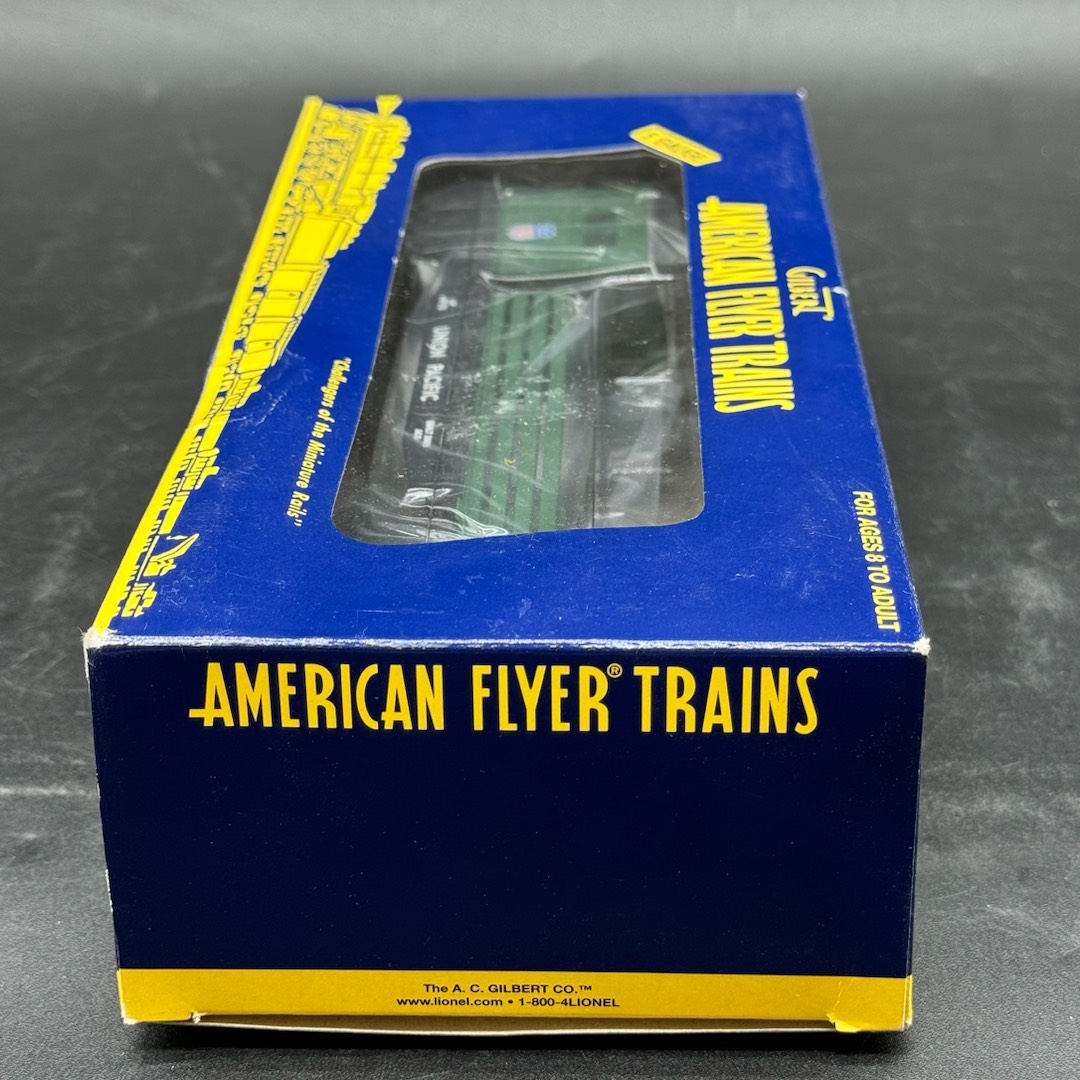 S GAUGE
GILBERT
AMERICAN FLYER TRAINS
UNION PACIFIC
"Challengers of the Miniature Rails"
FOR AGES 8 TO ADULT
AMERICAN FLYER® TRAINS
The A. C. GILBERT CO.™
www.lionel.com • 1-800-4LIONEL